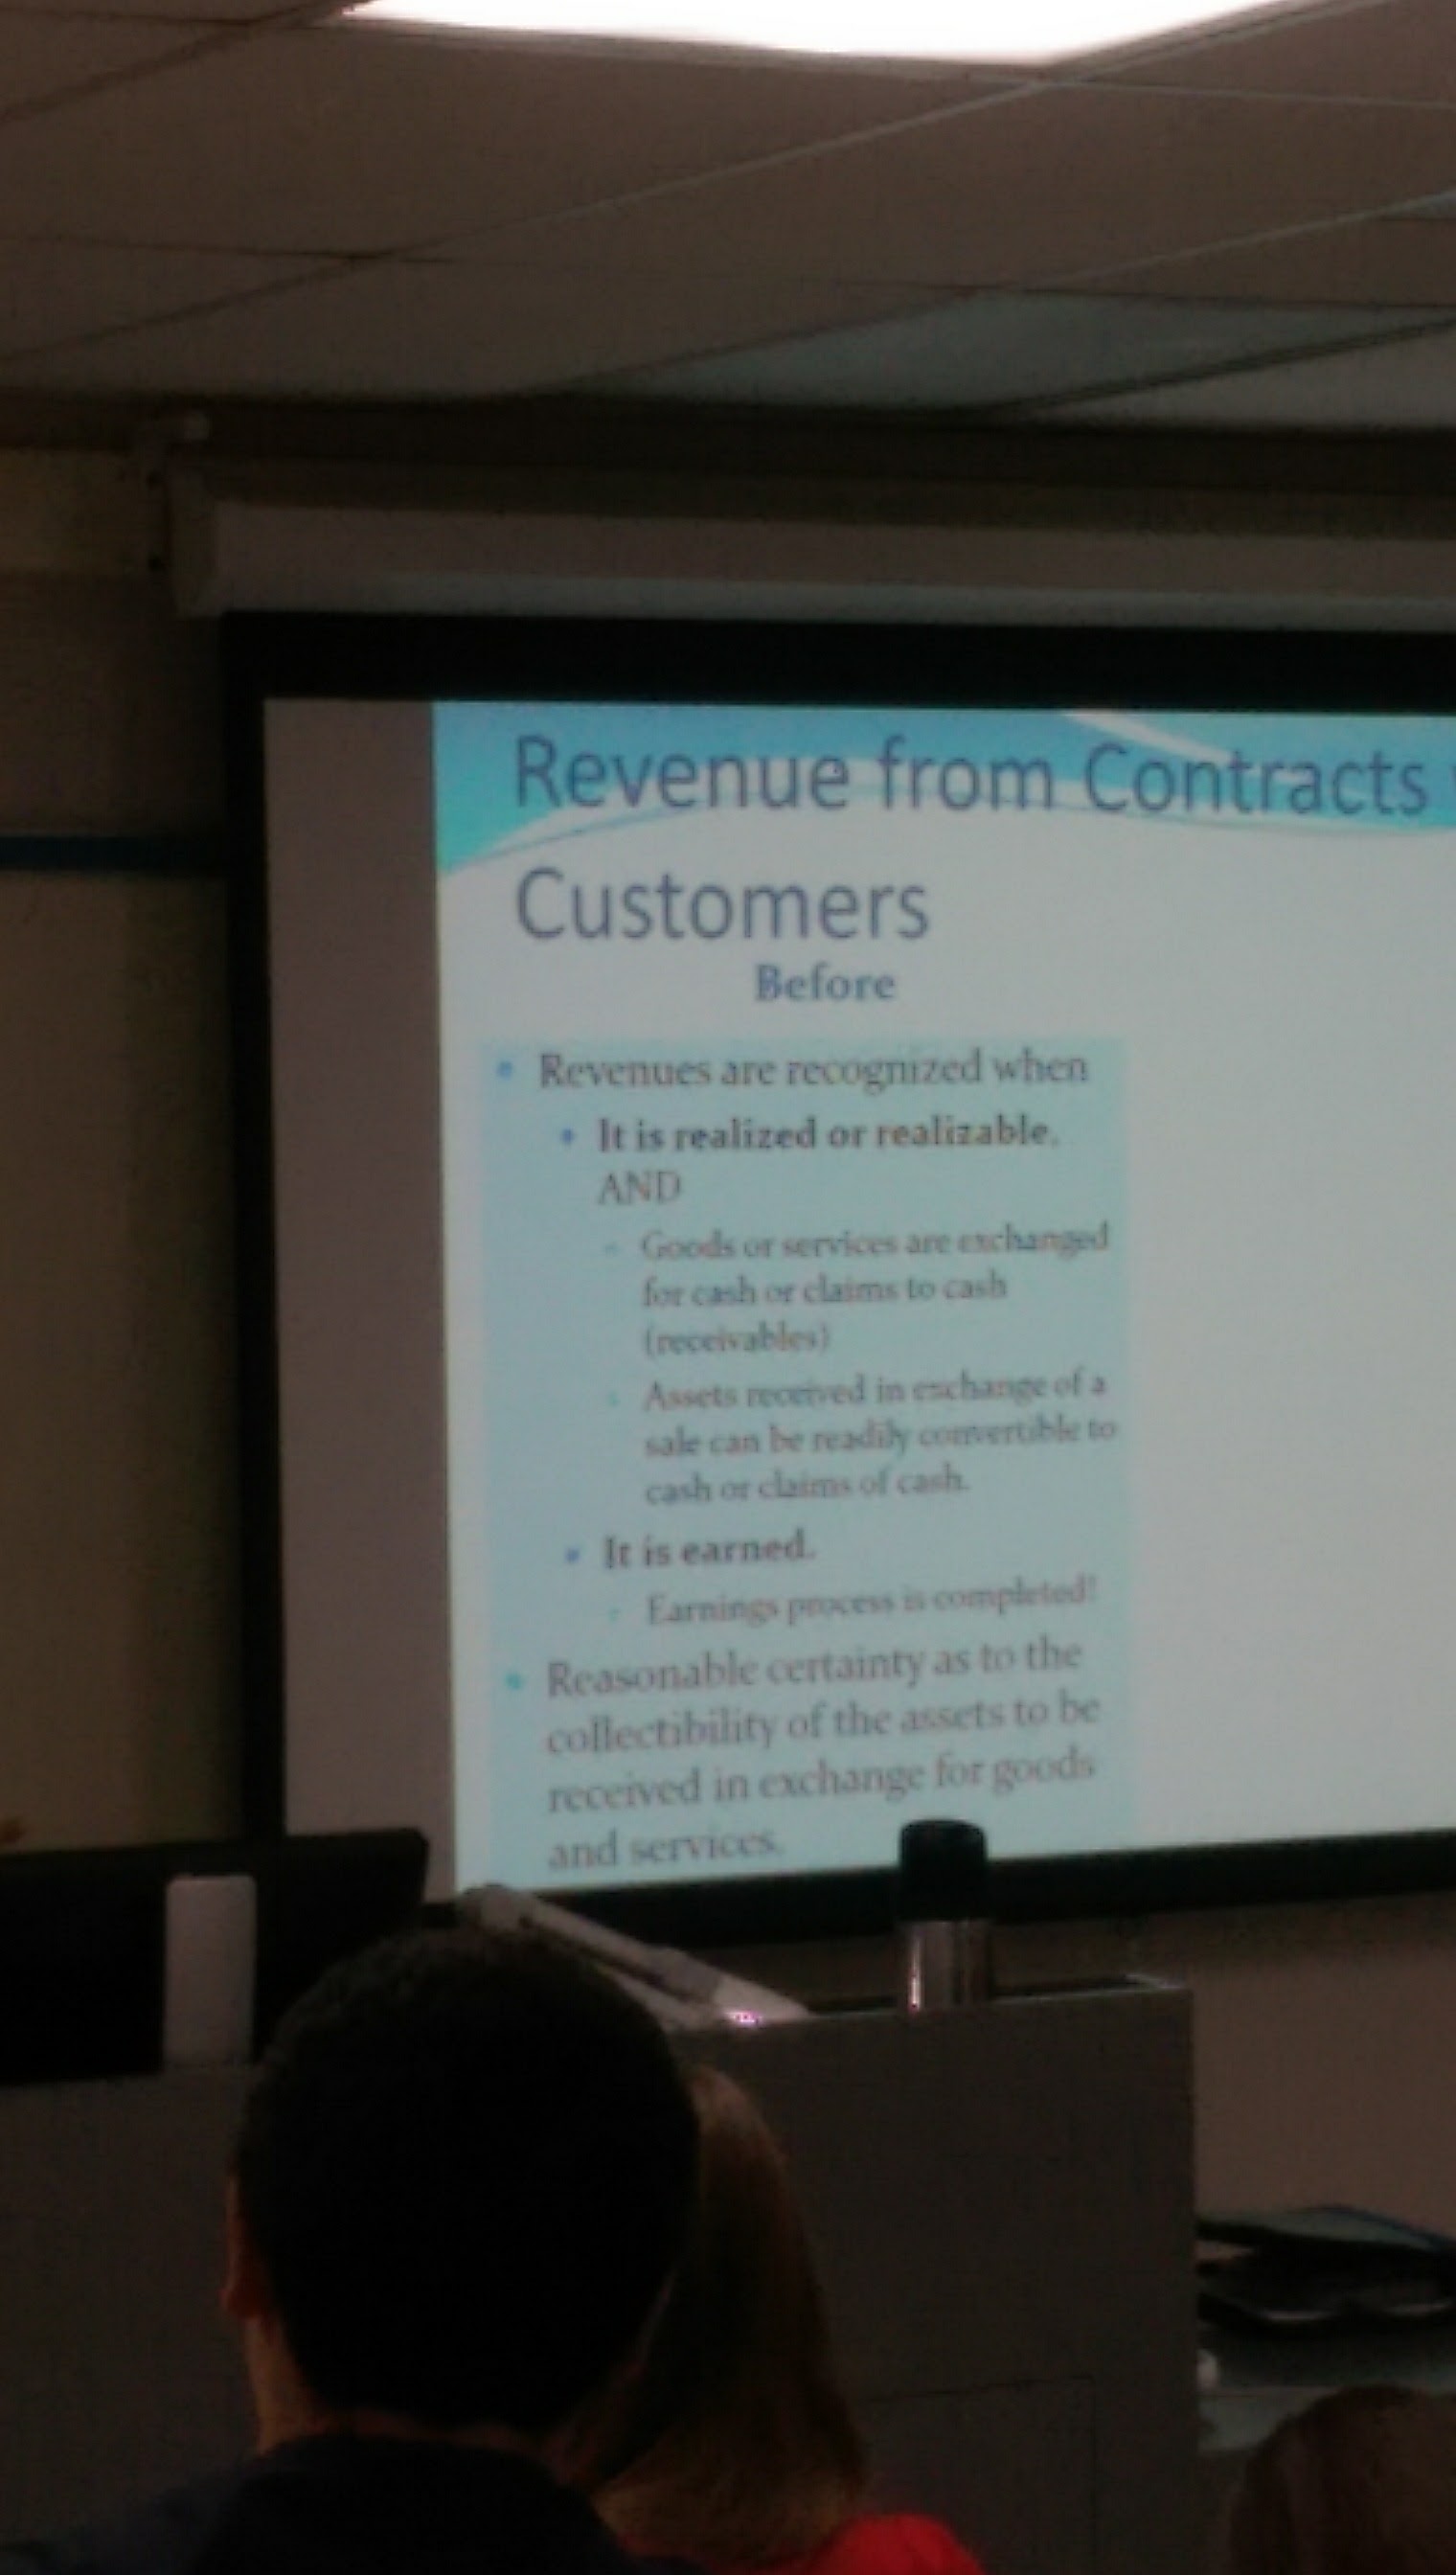 Revenue from Contracts
Customers
Before
• Revenues are recognized when
• It is realized or realizable.
AND
- Goods or services are exchanged
for cash or claims to cash
(receivables)
- Assets received in exchange of a
sale can be readily convertible to
cash or claims of cash.
• It is earned.
- Earnings process is completed!
• Reasonable certainty as to the
collectibility of the assets to be
received in exchange for goods
and services.